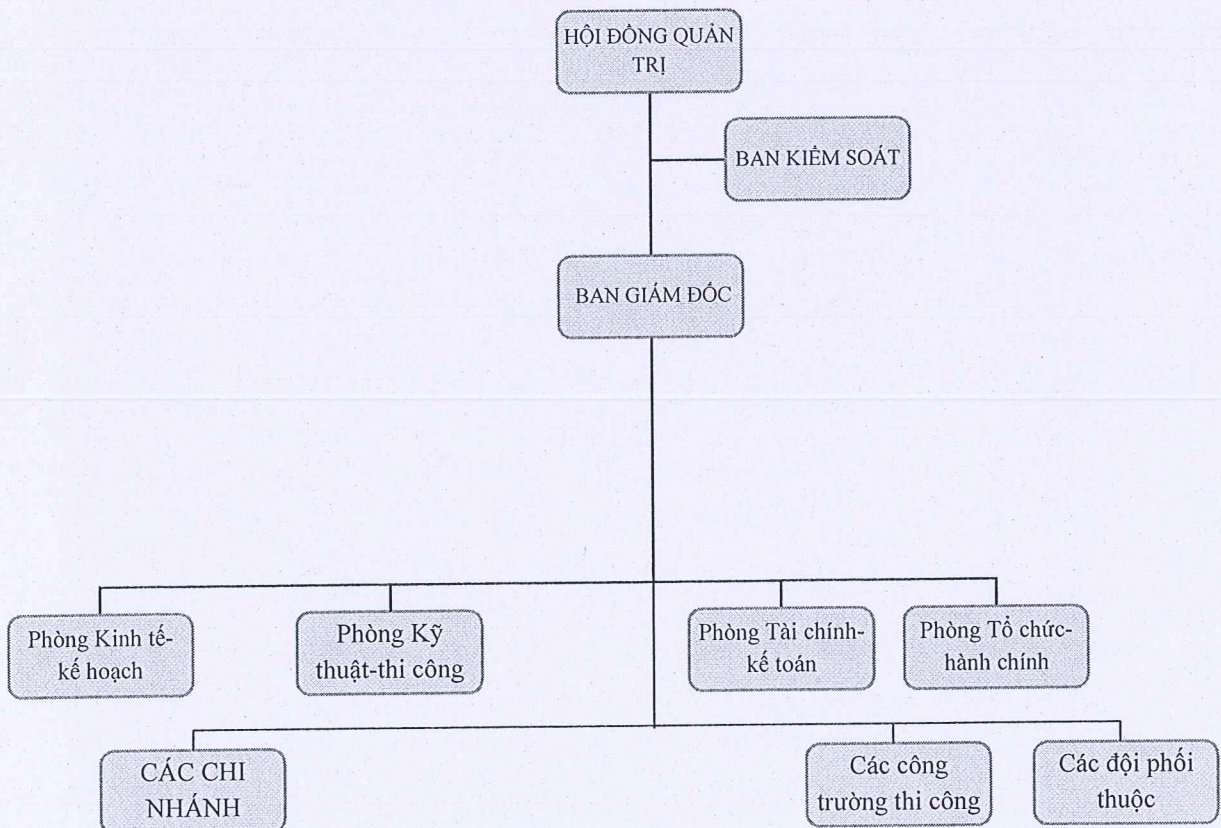 HỘI ĐỒNG QUẢN
TRỊ
BAN KIỂM SOÁT
BAN GIÁM ĐỐC
Phòng Kinh tế-
kế hoạch
Phòng Kỹ
thuật-thi công
Phòng Tài chính-
kế toán
Phòng Tổ chức-
hành chính
CÁC CHI
NHÁNH
Các công
trường thi công
Các đội phối
thuộc